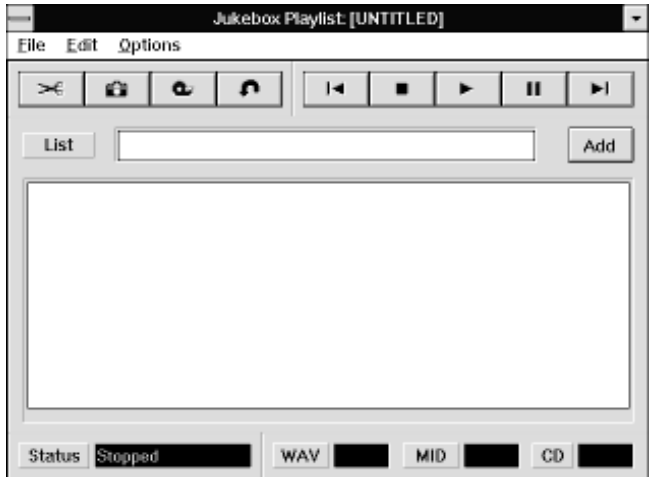 Jukebox Playlist: [UNTITLED]
File Edit Options
List Add
Status Stopped WAV MID CD